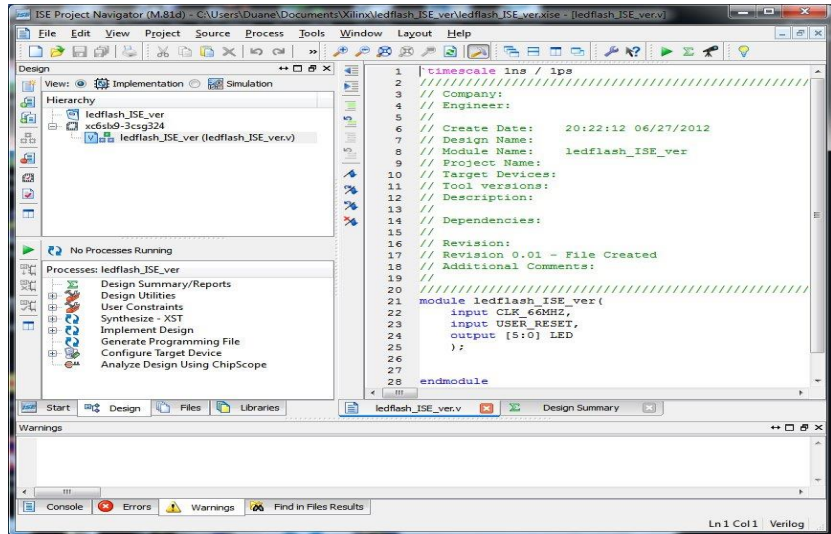 ISE Project Navigator (M.81d) - C:\Users\Duane\Documents\Xilinx\ledflash_ISE_ver\ledflash_ISE_ver.xise - [ledflash_ISE_ver.v]
File Edit View Project Source Process Tools Window Layout Help
Design
View: Implementation Simulation
Hierarchy
ledflash_ISE_ver
xc6slx9-3csg324
ledflash_ISE_ver (ledflash_ISE_ver.v)
No Processes Running
Processes: ledflash_ISE_ver
Design Summary/Reports
Design Utilities
User Constraints
Synthesize - XST
Implement Design
Generate Programming File
Configure Target Device
Analyze Design Using ChipScope
Start Design Files Libraries
1 `timescale 1ns / 1ps
2 //////////////////////////////////////////////////
3 // Company:
4 // Engineer:
5 //
6 // Create Date: 20:22:12 06/27/2012
7 // Design Name:
8 // Module Name: ledflash_ISE_ver
9 // Project Name:
10 // Target Devices:
11 // Tool versions:
12 // Description:
13 //
14 // Dependencies:
15 //
16 // Revision:
17 // Revision 0.01 - File Created
18 // Additional Comments:
19 //
20 //////////////////////////////////////////////////
21 module ledflash_ISE_ver(
22 input CLK_66MHZ,
23 input USER_RESET,
24 output [5:0] LED
25 );
26
27
28 endmodule
ledflash_ISE_ver.v Design Summary
Warnings
Console Errors Warnings Find in Files Results
Ln 1 Col 1 Verilog